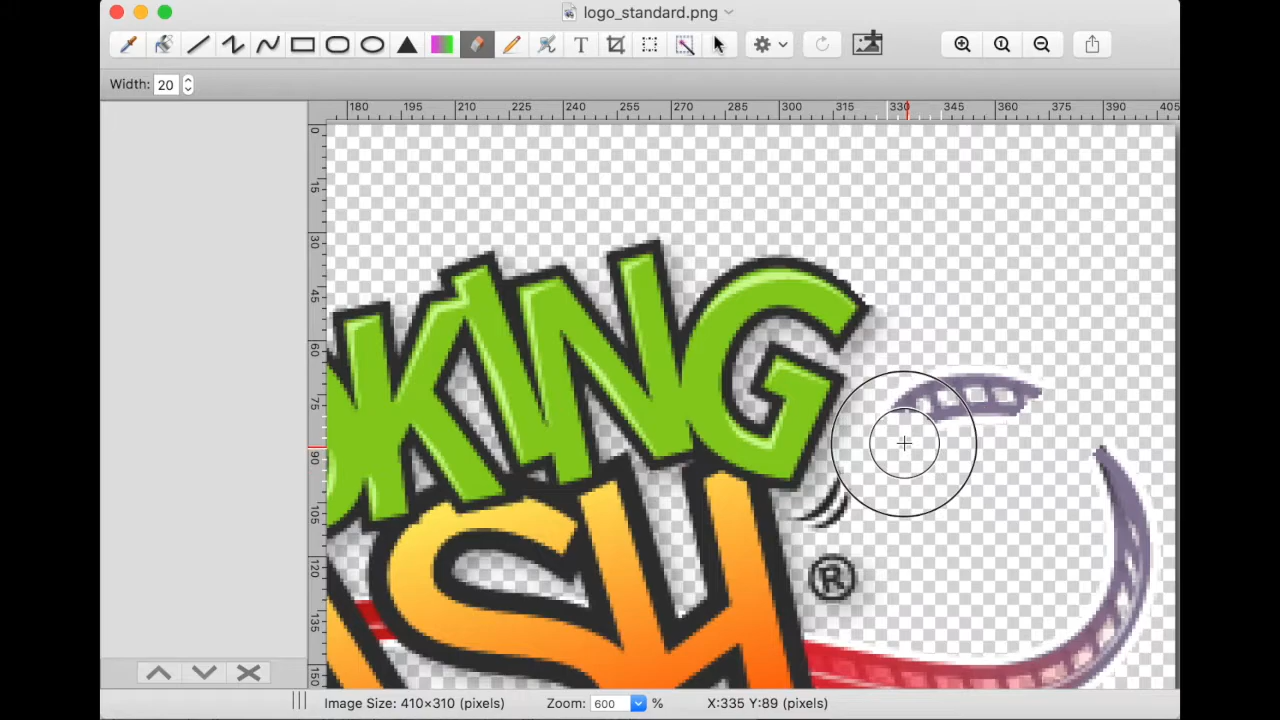 logo_standard.png
T
Width: 20
180 195 210 225 240 255 270 285 300 315 330 345 360 375 390 405
0
15
30
45
60
75
90
105
120
135
150
KING
SH
®
Image Size: 410×310 (pixels) Zoom: 600 % X:335 Y:89 (pixels)